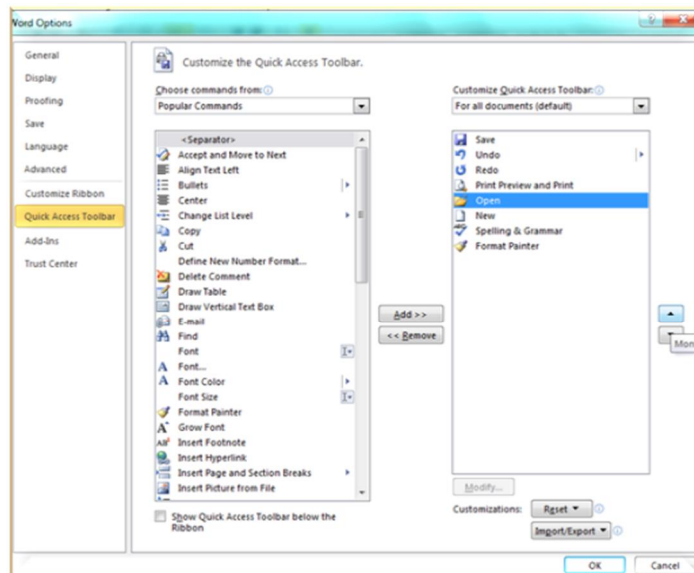 Word Options
General
Display
Proofing
Save
Language
Advanced
Customize Ribbon
Quick Access Toolbar
Add-Ins
Trust Center
Customize the Quick Access Toolbar.
Choose commands from:
Popular Commands
<Separator>
Accept and Move to Next
Align Text Left
Bullets
Center
Change List Level
Copy
Cut
Define New Number Format...
Delete Comment
Draw Table
Draw Vertical Text Box
E-mail
Find
Font
Font...
Font Color
Font Size
Format Painter
Grow Font
Insert Footnote
Insert Hyperlink
Insert Page and Section Breaks
Insert Picture from File
Show Quick Access Toolbar below the
Ribbon
Add >>
<< Remove
Customize Quick Access Toolbar:
For all documents (default)
Save
Undo
Redo
Print Preview and Print
Open
New
Spelling & Grammar
Format Painter
Modify...
Customizations:
Reset
Import/Export
OK
Cancel